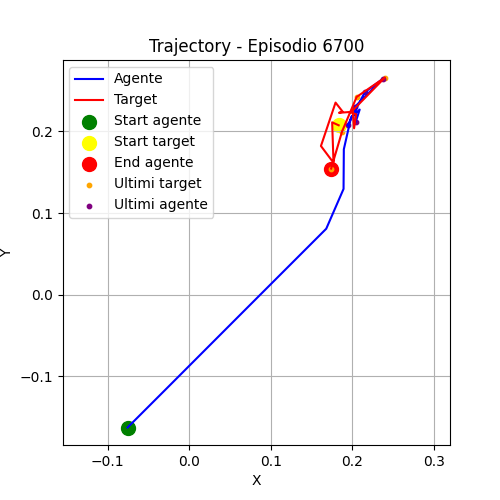 Trajectory - Episodio 6700
Agente
Target
Start agente
Start target
End agente
Ultimi target
Ultimi agente
Y
0.2
0.1
0.0
−0.1
−0.1
0.0
0.1
0.2
0.3
X